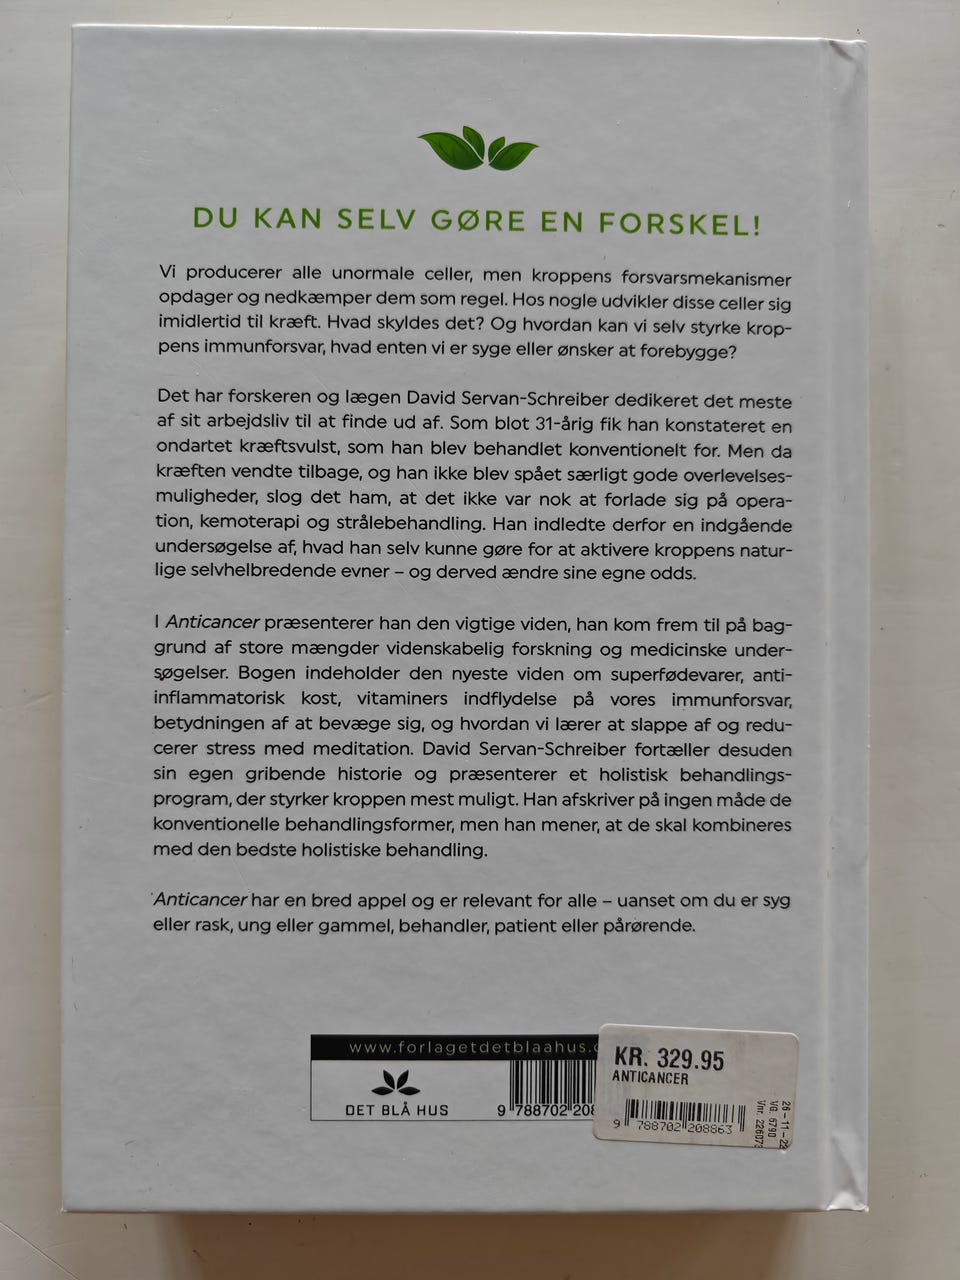 DU KAN SELV GØRE EN FORSKEL!
Vi producerer alle unormale celler, men kroppens forsvarsmekanismer
opdager og nedkæmper dem som regel. Hos nogle udvikler disse celler sig
imidlertid til kræft. Hvad skyldes det? Og hvordan kan vi selv styrke krop-
pens immunforsvar, hvad enten vi er syge eller ønsker at forebygge?
Det har forskeren og lægen David Servan-Schreiber dedikeret det meste
af sit arbejdsliv til at finde ud af. Som blot 31-årig fik han konstateret en
ondartet kræftsvulst, som han blev behandlet konventionelt for. Men da
kræften vendte tilbage, og han ikke blev spået særligt gode overlevelses-
muligheder, slog det ham, at det ikke var nok at forlade sig på opera-
tion, kemoterapi og strålebehandling. Han indledte derfor en indgående
undersøgelse af, hvad han selv kunne gøre for at aktivere kroppens natur-
lige selvhelbredende evner – og derved ændre sine egne odds.
I Anticancer præsenterer han den vigtige viden, han kom frem til på bag-
grund af store mængder videnskabelig forskning og medicinske under-
søgelser. Bogen indeholder den nyeste viden om superfødevarer, anti-
inflammatorisk kost, vitaminers indflydelse på vores immunforsvar,
betydningen af at bevæge sig, og hvordan vi lærer at slappe af og redu-
cerer stress med meditation. David Servan-Schreiber fortæller desuden
sin egen gribende historie og præsenterer et holistisk behandlings-
program, der styrker kroppen mest muligt. Han afskriver på ingen måde de
konventionelle behandlingsformer, men han mener, at de skal kombineres
med den bedste holistiske behandling.
Anticancer har en bred appel og er relevant for alle – uanset om du er syg
eller rask, ung eller gammel, behandler, patient eller pårørende.
www.forlagetdetblaahus.
DET BLÅ HUS
9 788702 208
KR. 329.95
ANTICANCER
9 788702 208863
26-11-22
Vg. 6790
Vnr. 226073